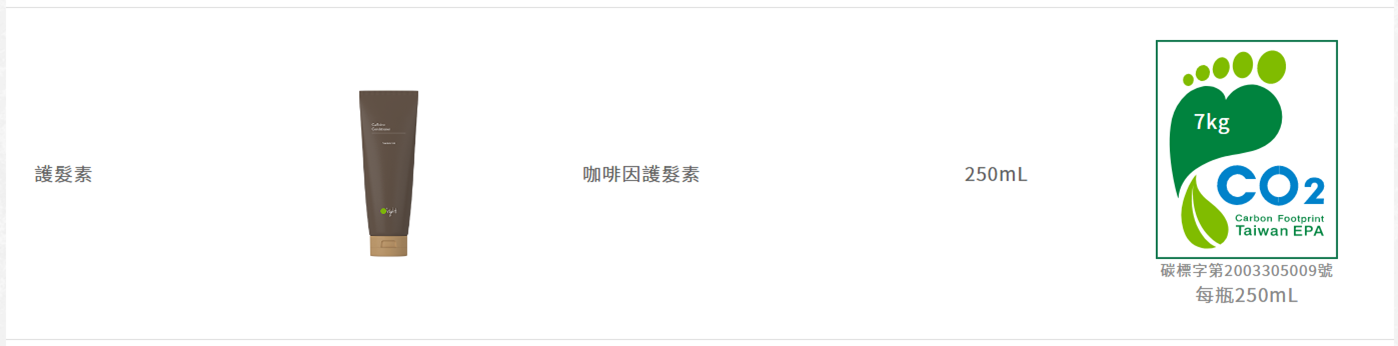 護髮素
Caffeine
Conditioner
O'right
咖啡因護髮素
250mL
7kg
CO2
Carbon Footprint
Taiwan EPA
碳標字第2003305009號
每瓶250mL